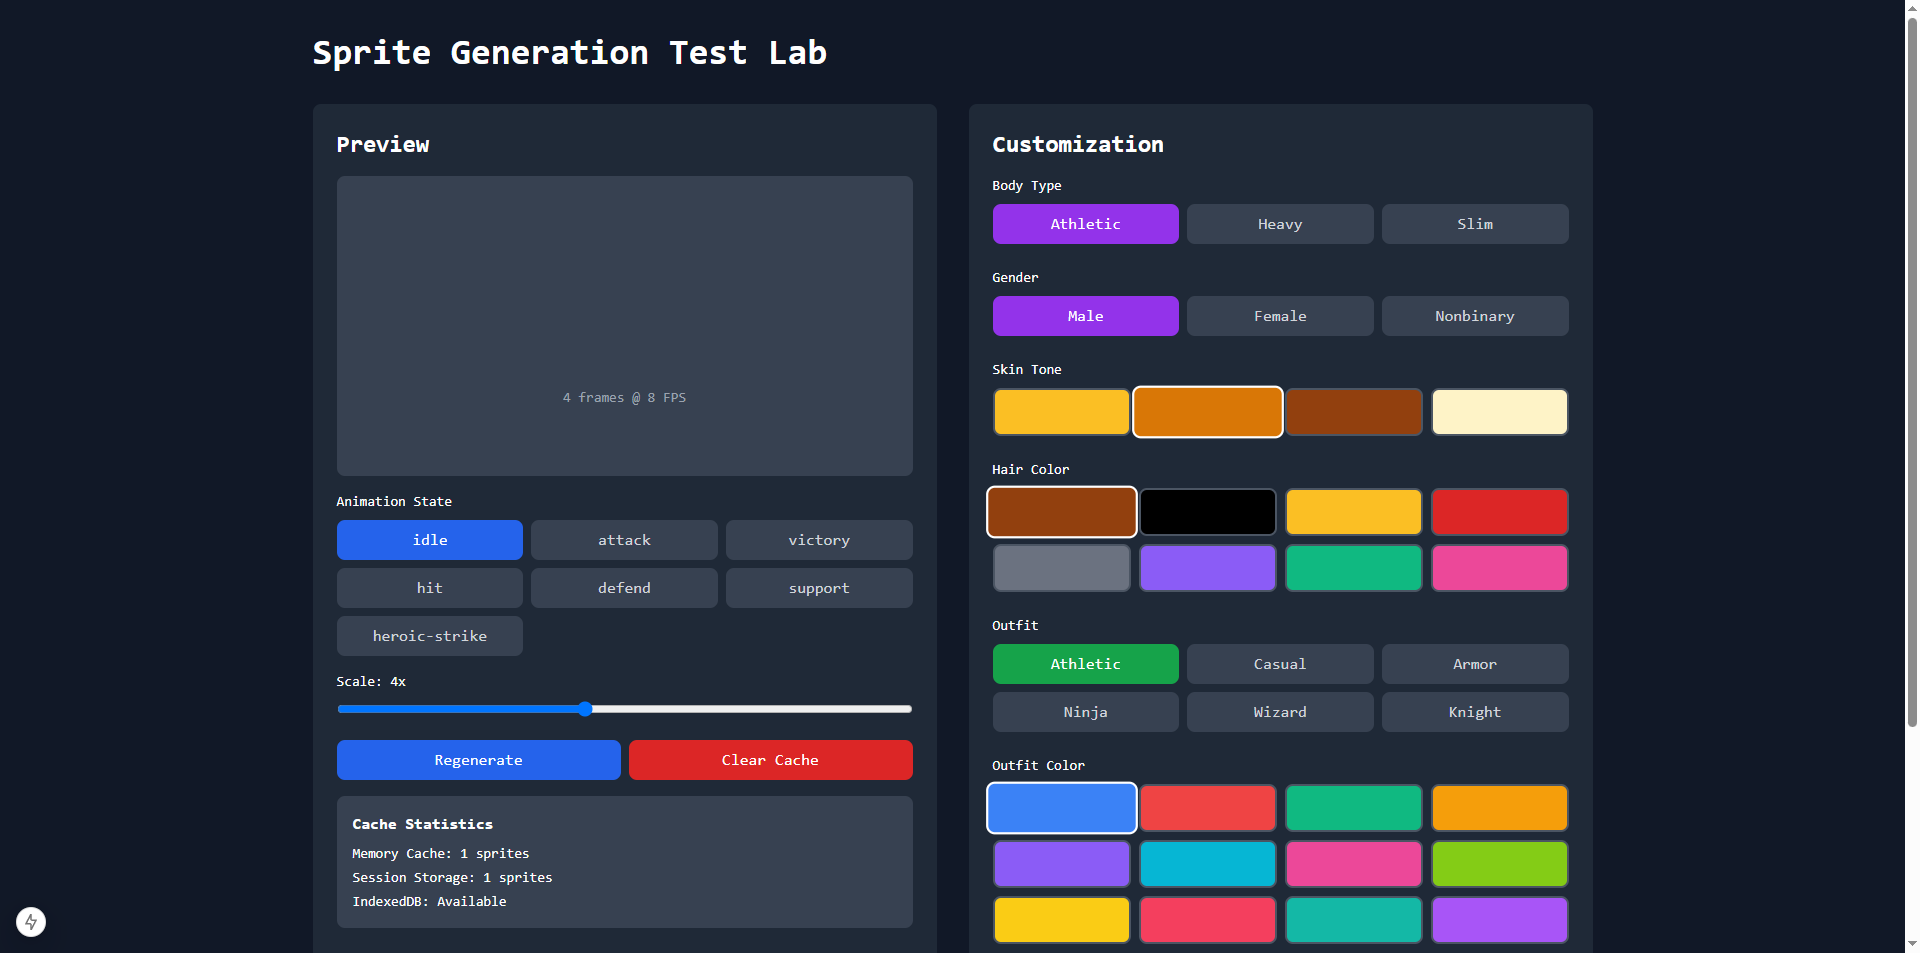 Sprite Generation Test Lab
Preview
4 frames @ 8 FPS
Animation State
idle
attack
victory
hit
defend
support
heroic-strike
Scale: 4x
Regenerate
Clear Cache
Cache Statistics
Memory Cache: 1 sprites
Session Storage: 1 sprites
IndexedDB: Available
Customization
Body Type
Athletic
Heavy
Slim
Gender
Male
Female
Nonbinary
Skin Tone
Hair Color
Outfit
Athletic
Casual
Armor
Ninja
Wizard
Knight
Outfit Color